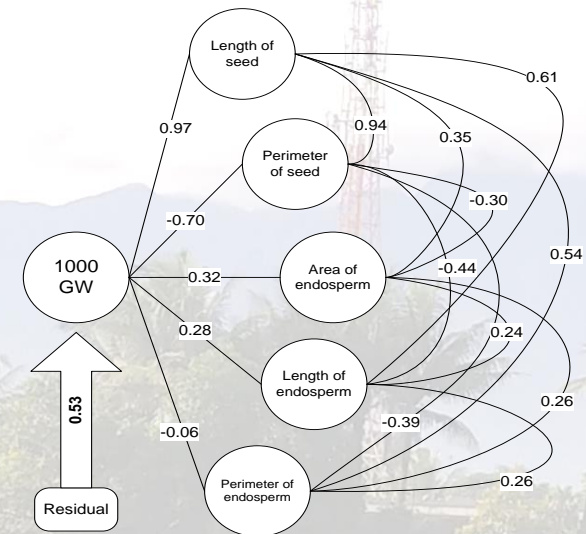 Length of
seed
0.61
0.97
0.94
0.35
Perimeter
of seed
-0.70
-0.30
0.54
1000
GW
0.32
Area of
endosperm
-0.44
0.28
0.24
Length of
endosperm
0.53
0.26
-0.06
-0.39
Perimeter of
endosperm
0.26
Residual